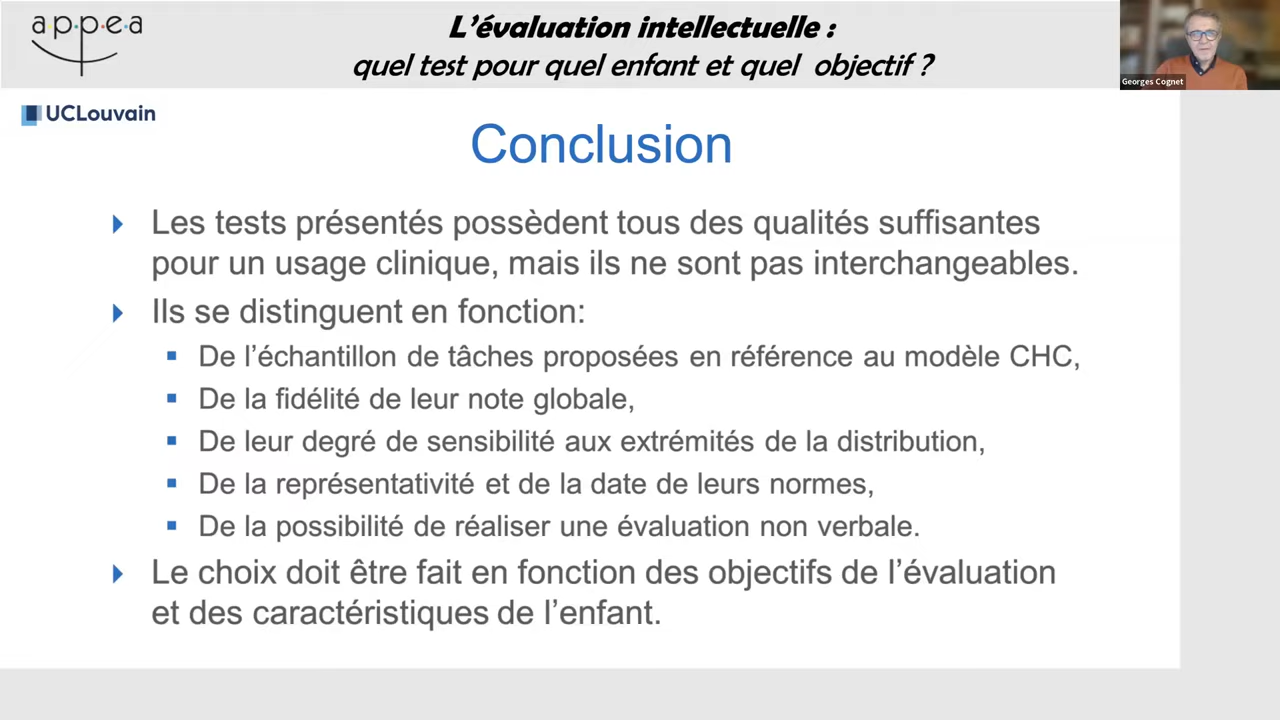 a·p·p·e·a
L'évaluation intellectuelle :
quel test pour quel enfant et quel objectif ?
Georges Cognet
UCLouvain
Conclusion
Les tests présentés possèdent tous des qualités suffisantes
pour un usage clinique, mais ils ne sont pas interchangeables.
Ils se distinguent en fonction:
De l'échantillon de tâches proposées en référence au modèle CHC,
De la fidélité de leur note globale,
De leur degré de sensibilité aux extrémités de la distribution,
De la représentativité et de la date de leurs normes,
De la possibilité de réaliser une évaluation non verbale.
Le choix doit être fait en fonction des objectifs de l'évaluation
et des caractéristiques de l'enfant.